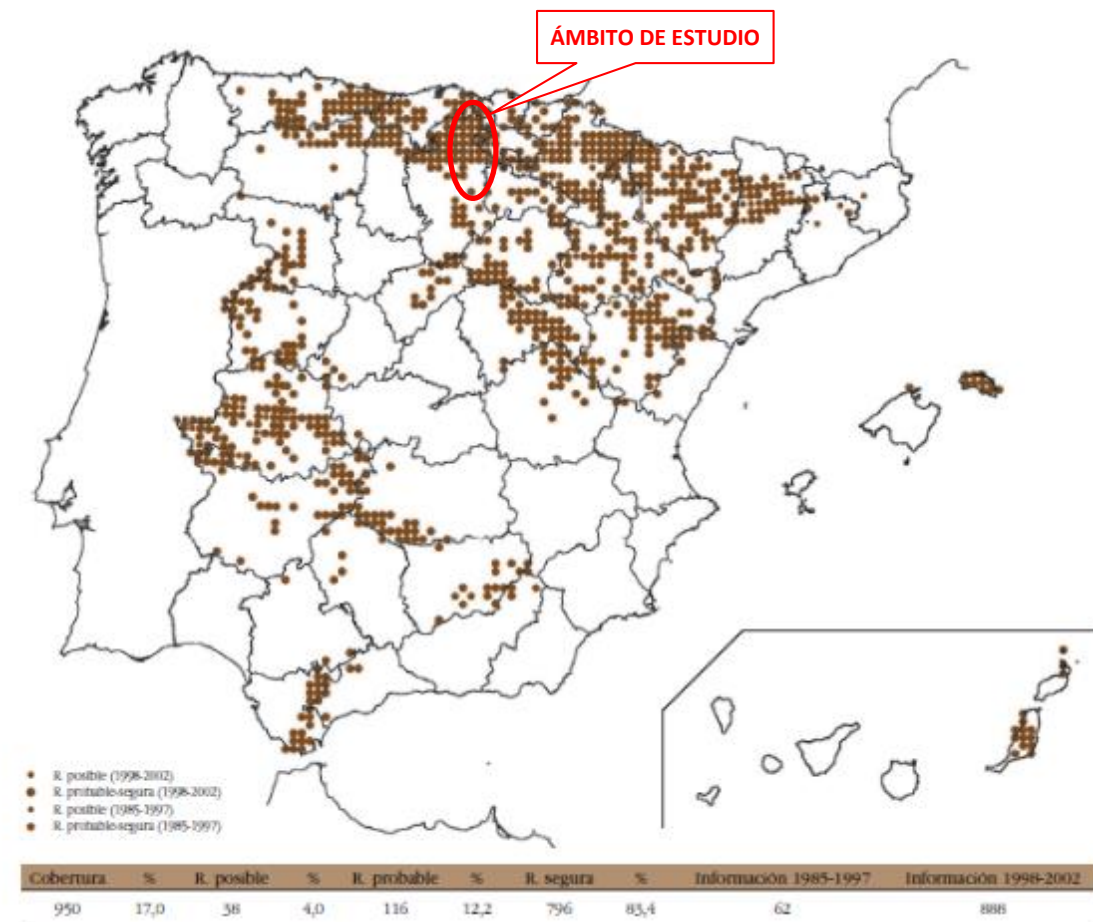 ÁMBITO DE ESTUDIO
R. posible (1998-2002)
R. probable-segura (1998-2002)
R. posible (1985-1997)
R. probable-segura (1985-1997)
Cobertura % R. posible % R. probable % R. segura % Información 1985-1997 Información 1998-2002
950 17,0 38 4,0 116 12,2 796 83,4 62 888